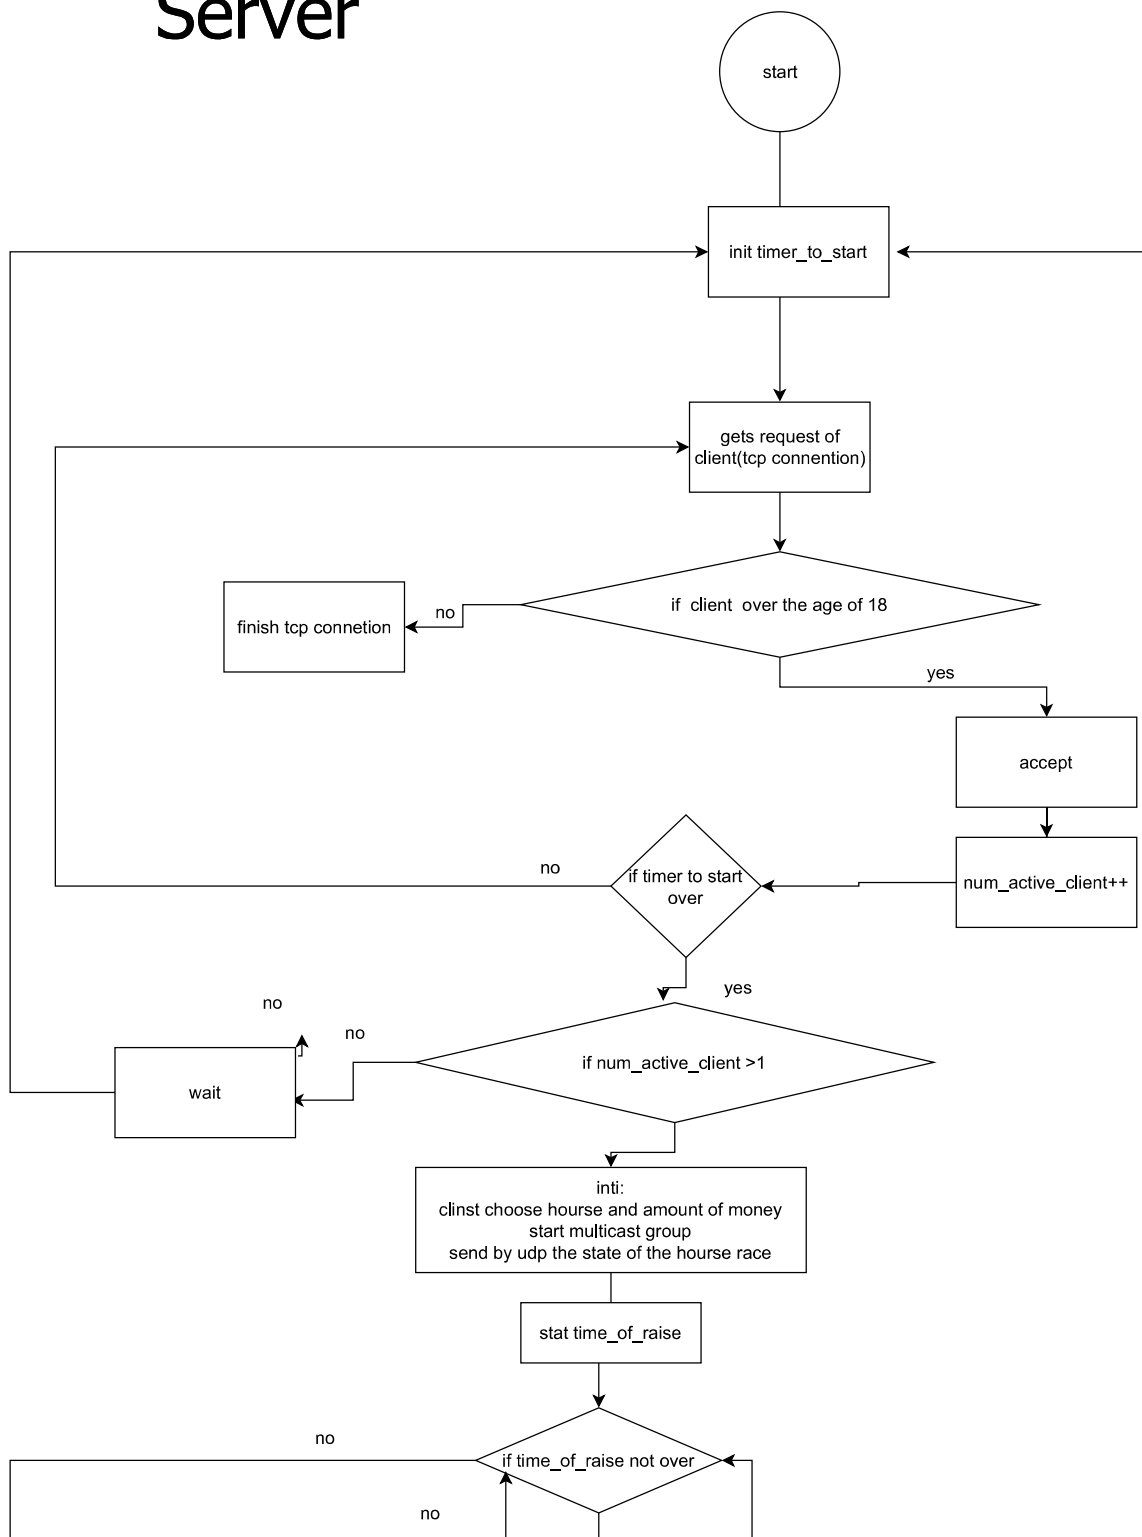 Server
start
init timer_to_start
gets request of
client(tcp connention)
if  client  over the age of 18
no
finish tcp connetion
yes
accept
num_active_client++
if timer to start
over
no
yes
no
no
if num_active_client >1
wait
inti:
clinst choose hourse and amount of money
start multicast group
send by udp the state of the hourse race
stat time_of_raise
no
if time_of_raise not over
no